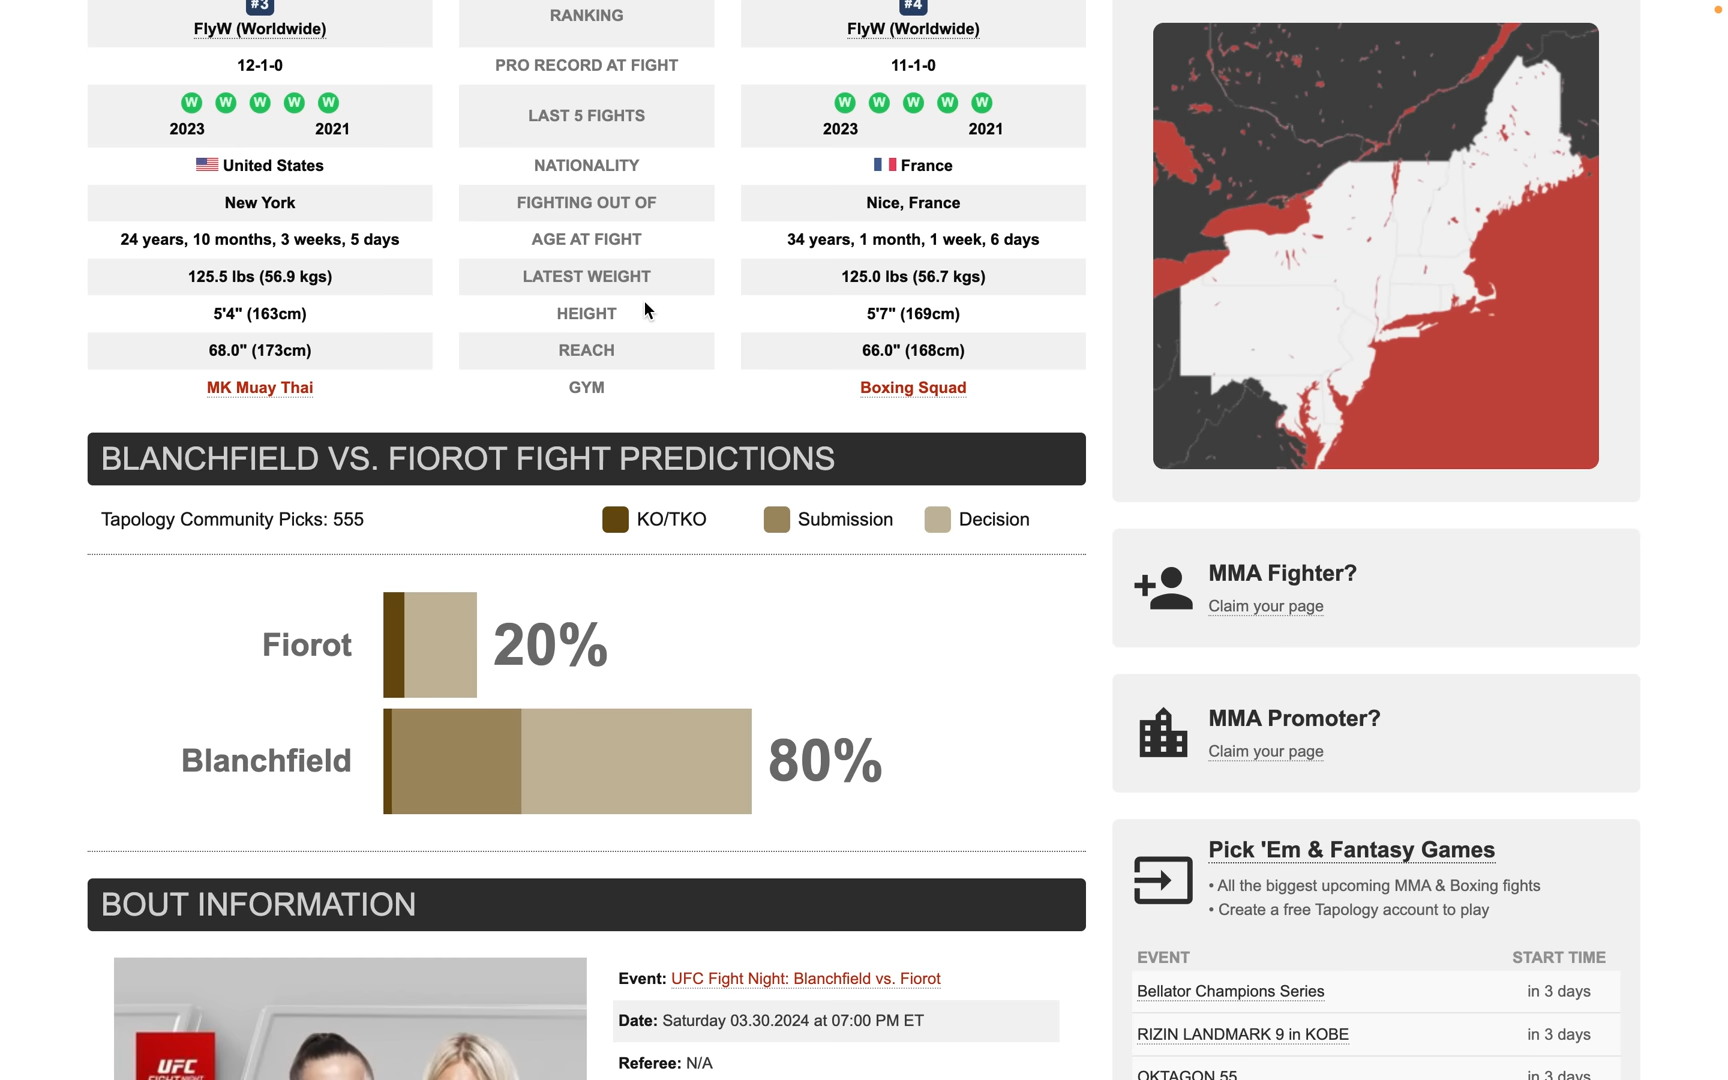 #3
#4
FlyW (Worldwide)
RANKING
FlyW (Worldwide)
12-1-0
PRO RECORD AT FIGHT
11-1-0
W W W W W
LAST 5 FIGHTS
W W W W W
2023 2021
2023 2021
United States
NATIONALITY
France
New York
FIGHTING OUT OF
Nice, France
24 years, 10 months, 3 weeks, 5 days
AGE AT FIGHT
34 years, 1 month, 1 week, 6 days
125.5 lbs (56.9 kgs)
LATEST WEIGHT
125.0 lbs (56.7 kgs)
5'4" (163cm)
HEIGHT
5'7" (169cm)
68.0" (173cm)
REACH
66.0" (168cm)
MK Muay Thai
GYM
Boxing Squad
BLANCHFIELD VS. FIOROT FIGHT PREDICTIONS
Tapology Community Picks: 555
KO/TKO
Submission
Decision
Fiorot
20%
Blanchfield
80%
BOUT INFORMATION
UFC
FIGHT NIGHT
Event: UFC Fight Night: Blanchfield vs. Fiorot
Date: Saturday 03.30.2024 at 07:00 PM ET
Referee: N/A
MMA Fighter?
Claim your page
MMA Promoter?
Claim your page
Pick 'Em & Fantasy Games
• All the biggest upcoming MMA & Boxing fights
• Create a free Tapology account to play
EVENT START TIME
Bellator Champions Series in 3 days
RIZIN LANDMARK 9 in KOBE in 3 days
OKTAGON 55 in 3 days